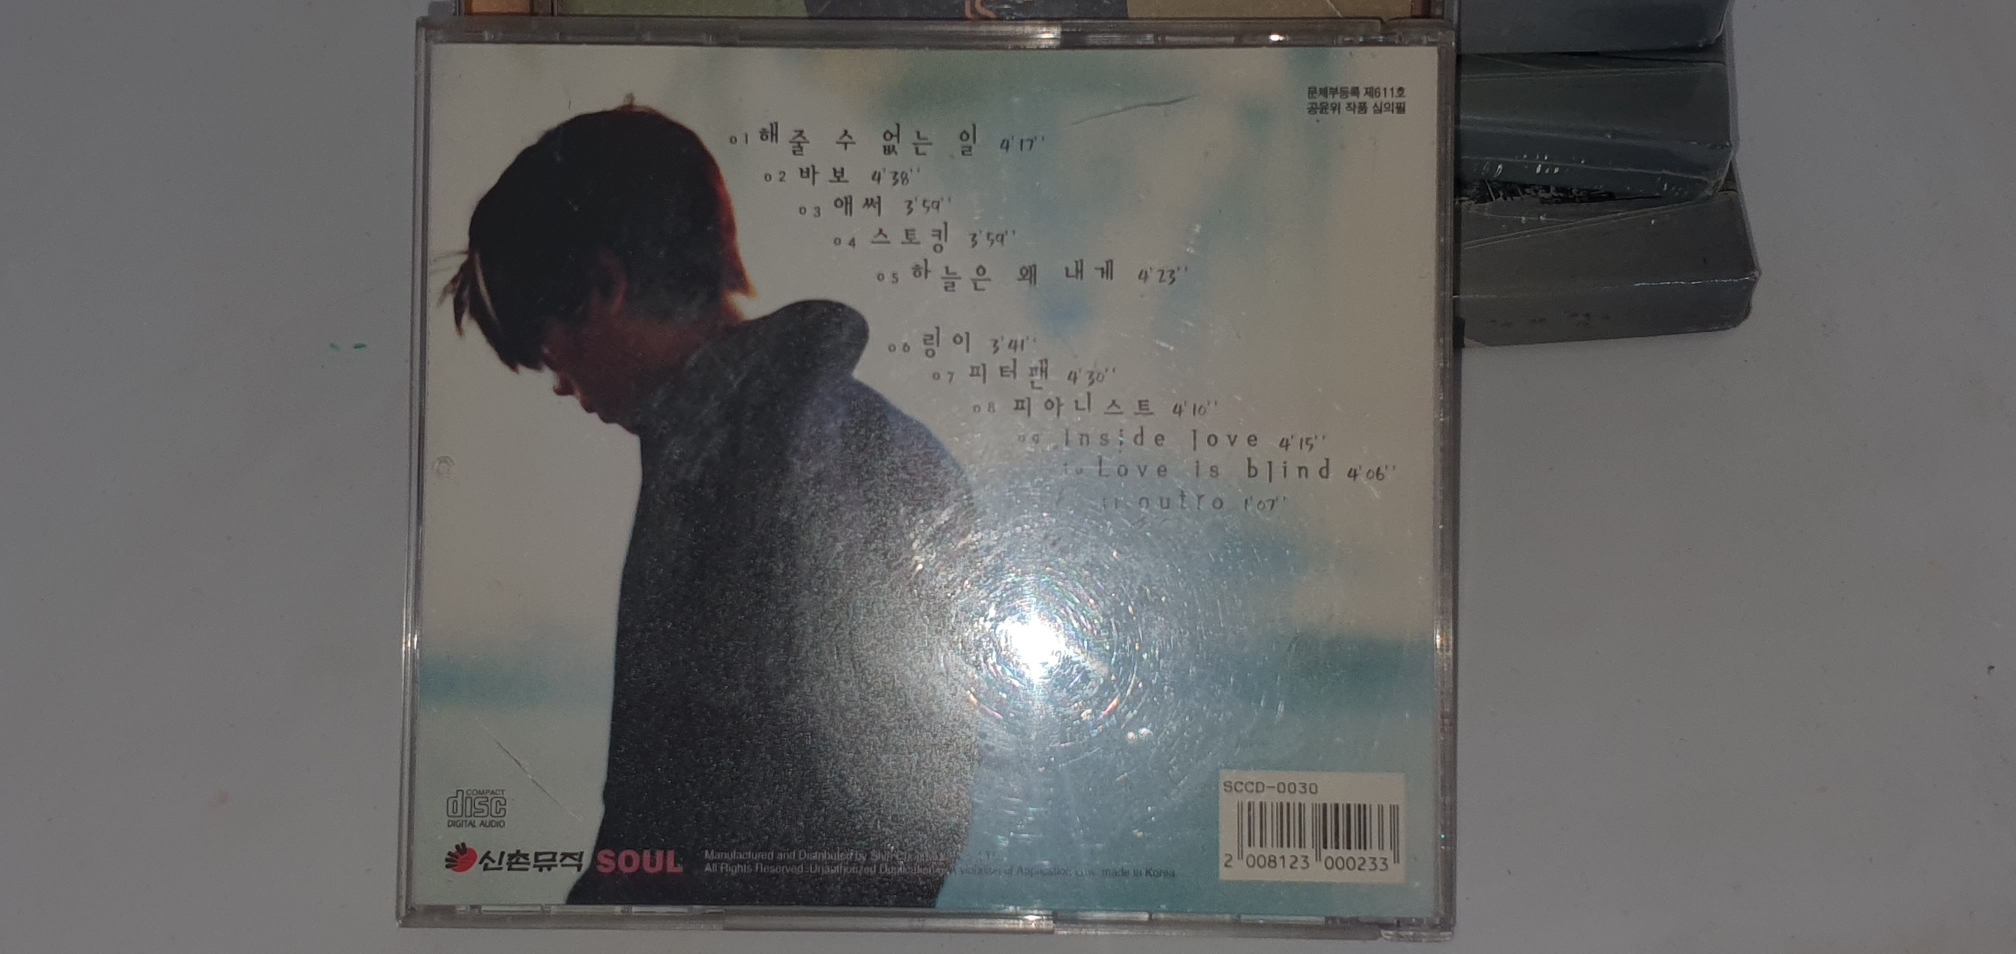 문체부등록 제611호
공윤위 작품 심의필
01 해줄 수 없는 일 4'17''
02 바보 4'38''
03 애써 3'59''
04 스토킹 3'59''
05 하늘은 왜 내게 4'23''
06 링이 3'41''
07 피터팬 4'30''
08 피아니스트 4'10''
09 Inside love 4'15''
10 Love is blind 4'06''
11 outro 1'07''
COMPACT
disc
DIGITAL AUDIO
신촌뮤직 SOUL
Manufactured and Distributed by
All Rights Reserved. Unauthorized Duplication of Applicable made in Korea
SCCD-0030
2 008123 000233